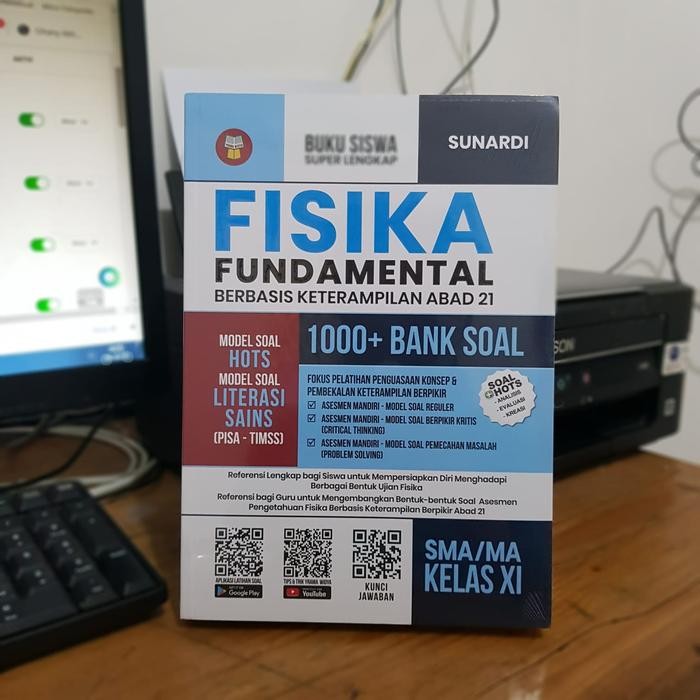 BUKU SISWA
SUPER LENGKAP
SUNARDI
FISIKA
FUNDAMENTAL
BERBASIS KETERAMPILAN ABAD 21
MODEL SOAL
HOTS
MODEL SOAL
LITERASI
SAINS
(PISA - TIMSS)
1000+ BANK SOAL
FOKUS PELATIHAN PENGUASAAN KONSEP &
PEMBEKALAN KETERAMPILAN BERPIKIR
ASESMEN MANDIRI - MODEL SOAL REGULER
ASESMEN MANDIRI - MODEL SOAL BERPIKIR KRITIS
(CRITICAL THINKING)
ASESMEN MANDIRI - MODEL SOAL PEMECAHAN MASALAH
(PROBLEM SOLVING)
SOAL
HOTS
- ANALISIS
- EVALUASI
- KREASI
Referensi Lengkap bagi Siswa untuk Mempersiapkan Diri Menghadapi
Berbagai Bentuk Ujian Fisika
Referensi bagi Guru untuk Mengembangkan Bentuk-bentuk Soal Asesmen
Pengetahuan Fisika Berbasis Keterampilan Berpikir Abad 21
APLIKASI LATIHAN SOAL
Google Play
TIPS & TRIK YRAMA WIDYA
YouTube
KUNCI
JAWABAN
SMA/MA
KELAS XI